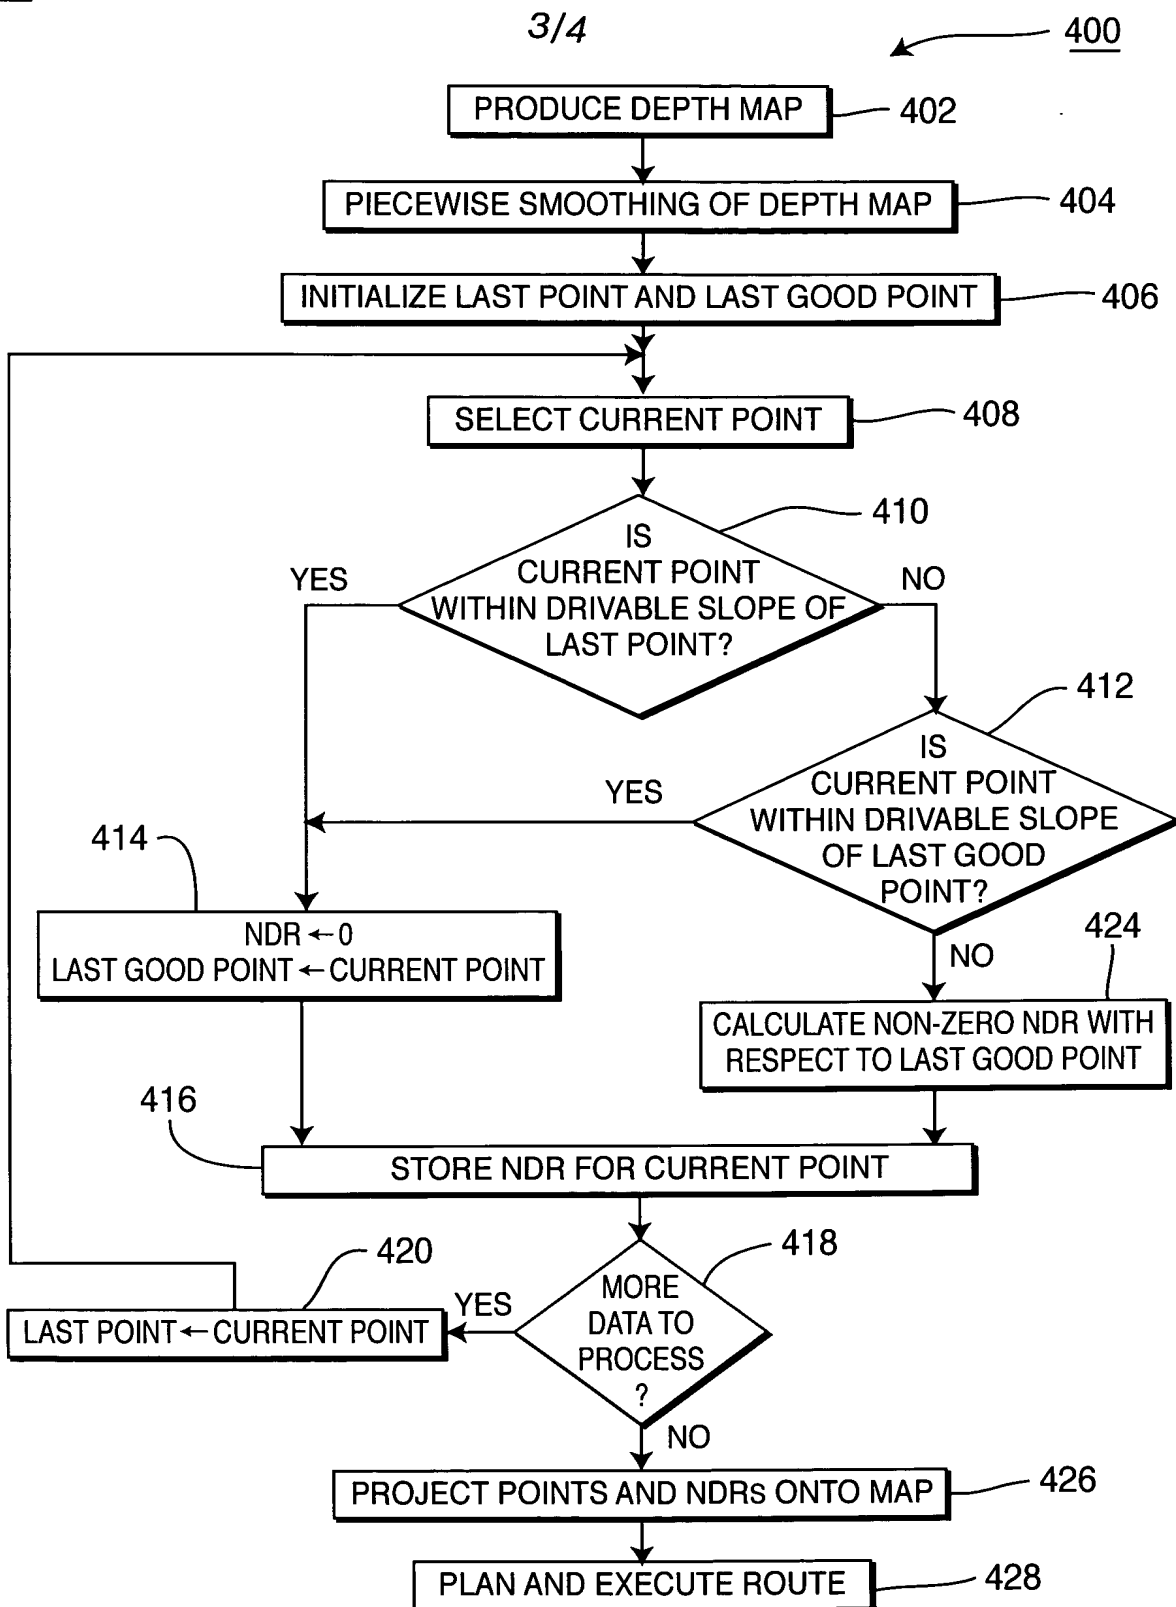 3/4
400
PRODUCE DEPTH MAP
402
PIECEWISE SMOOTHING OF DEPTH MAP
404
INITIALIZE LAST POINT AND LAST GOOD POINT
406
SELECT CURRENT POINT
408
410
IS
CURRENT POINT
WITHIN DRIVABLE SLOPE OF
LAST POINT?
YES
NO
412
IS
CURRENT POINT
WITHIN DRIVABLE SLOPE
OF LAST GOOD
POINT?
YES
414
NDR ← 0
LAST GOOD POINT ← CURRENT POINT
NO
424
CALCULATE NON-ZERO NDR WITH
RESPECT TO LAST GOOD POINT
416
STORE NDR FOR CURRENT POINT
418
MORE
DATA TO
PROCESS
?
YES
420
LAST POINT ← CURRENT POINT
NO
PROJECT POINTS AND NDRs ONTO MAP
426
PLAN AND EXECUTE ROUTE
428